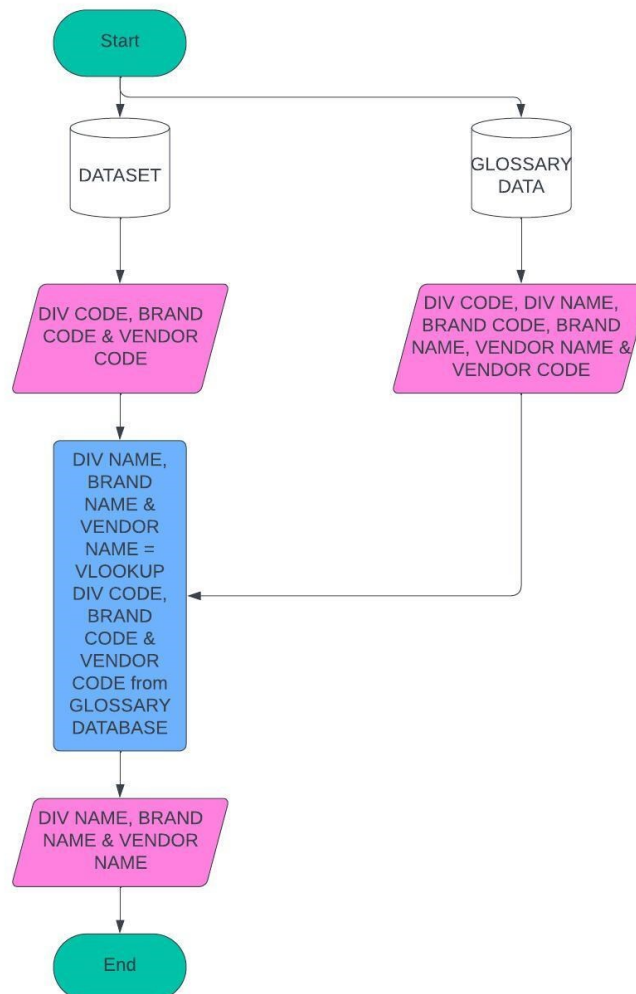 Start
DATASET
GLOSSARY
DATA
DIV CODE, BRAND
CODE & VENDOR
CODE
DIV CODE, DIV NAME,
BRAND CODE, BRAND
NAME, VENDOR NAME &
VENDOR CODE
DIV NAME,
BRAND
NAME &
VENDOR
NAME =
VLOOKUP
DIV CODE,
BRAND
CODE &
VENDOR
CODE from
GLOSSARY
DATABASE
DIV NAME, BRAND
NAME & VENDOR
NAME
End